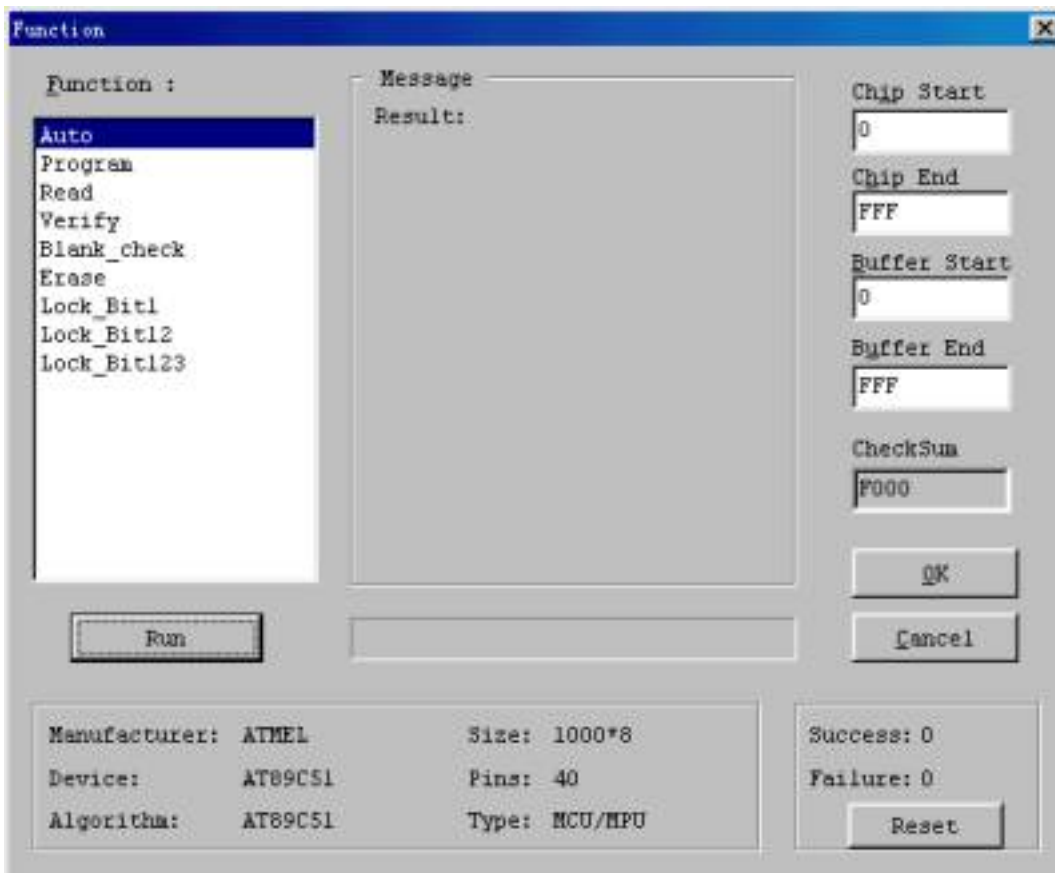 Function
Function :
Auto
Program
Read
Verify
Blank_check
Erase
Lock_Bit1
Lock_Bit12
Lock_Bit123
Run
Message
Result:
Chip Start
0
Chip End
FFF
Buffer Start
0
Buffer End
FFF
CheckSum
F000
OK
Cancel
Manufacturer: ATMEL Size: 1000*8
Device: AT89C51 Pins: 40
Algorithm: AT89C51 Type: MCU/MPU
Success: 0
Failure: 0
Reset